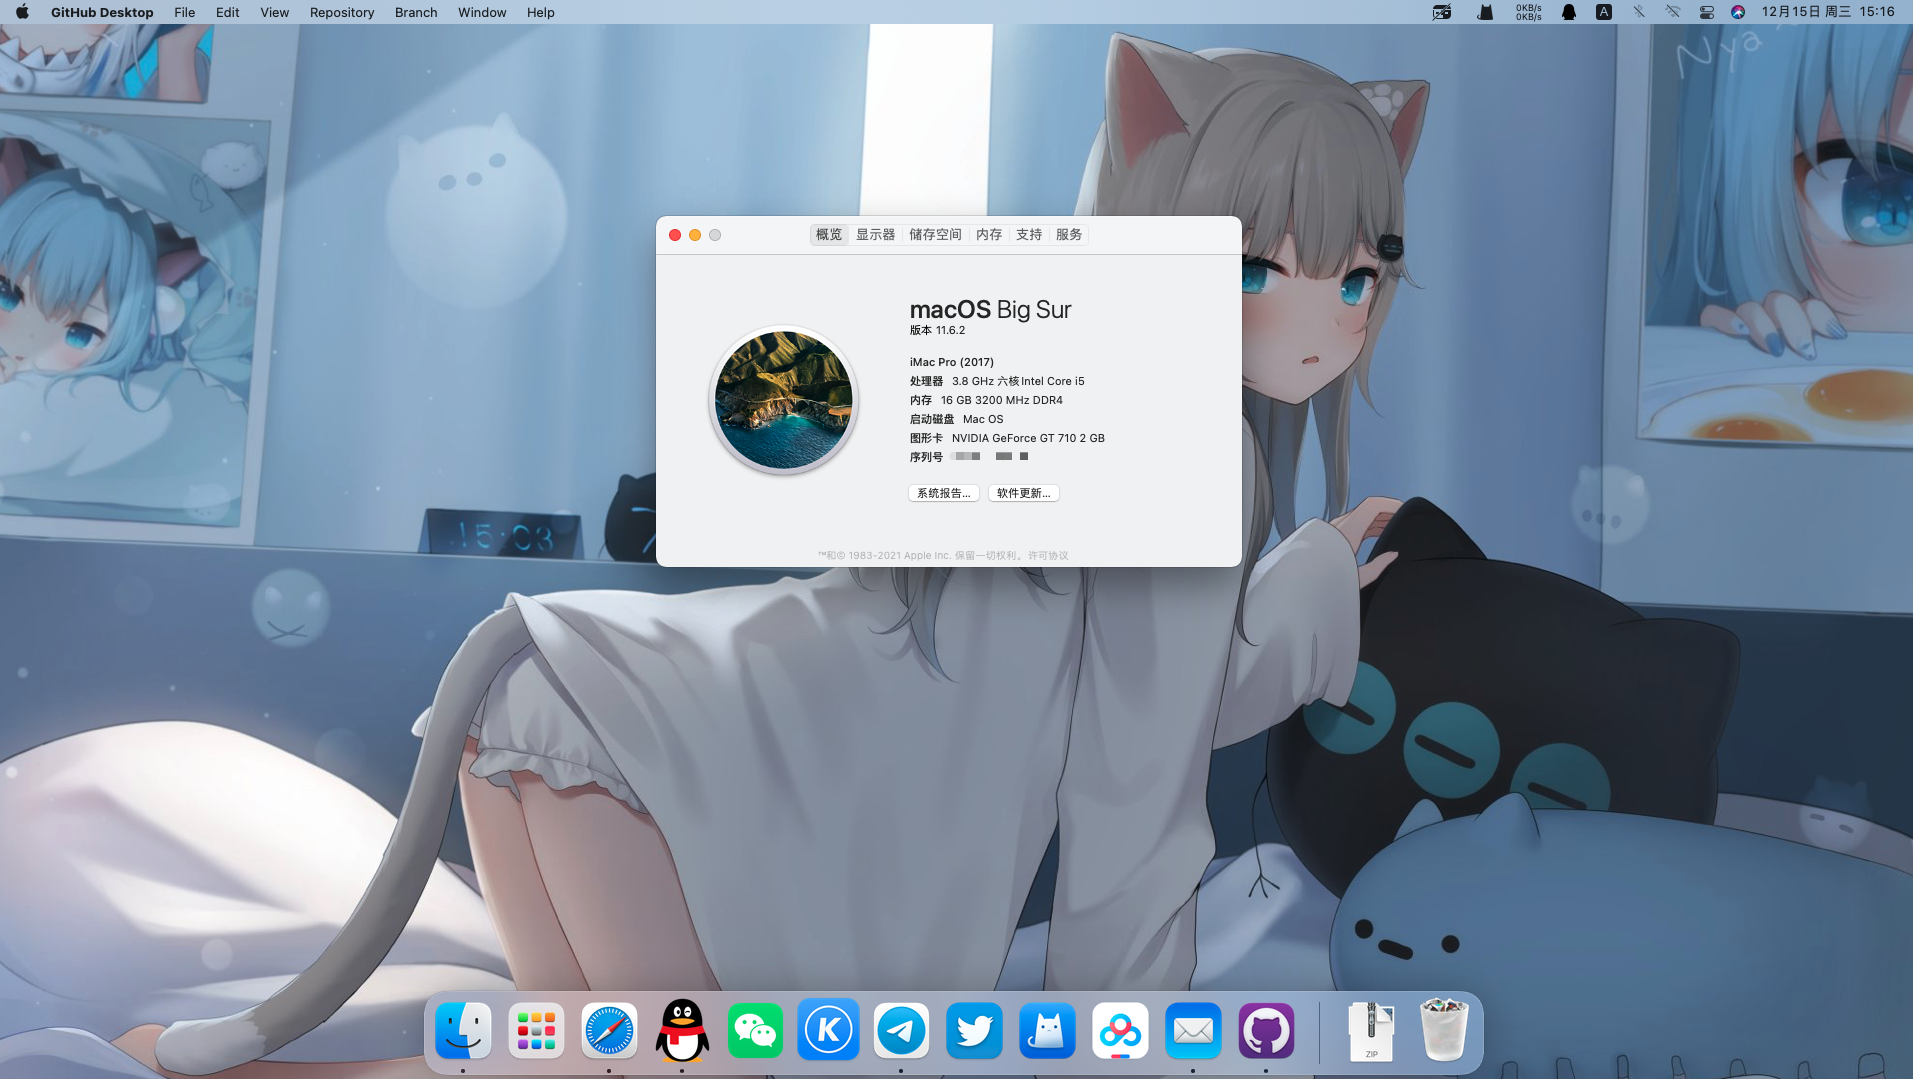 GitHub Desktop File Edit View Repository Branch Window Help 0KB/s A 12月15日 周三 15:16
0KB/s
Nya
概览 显示器 储存空间 内存 支持 服务
macOS Big Sur
版本 11.6.2
iMac Pro (2017)
处理器 3.8 GHz 六核Intel Core i5
内存 16 GB 3200 MHz DDR4
启动磁盘 Mac OS
图形卡 NVIDIA GeForce GT 710 2 GB
序列号
系统报告... 软件更新...
15:03
™和© 1983-2021 Apple Inc. 保留一切权利。许可协议
K
ZIP